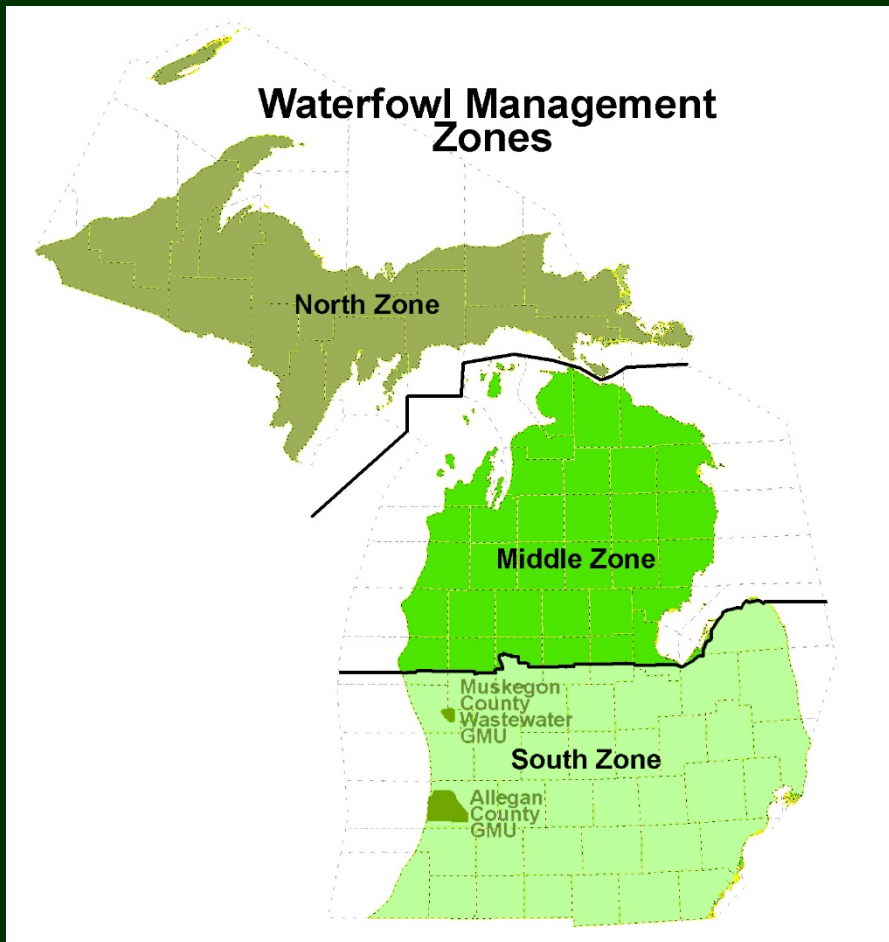 Waterfowl Management
Zones
North Zone
Middle Zone
Muskegon
County
Wastewater
GMU
South Zone
Allegan
County
GMU